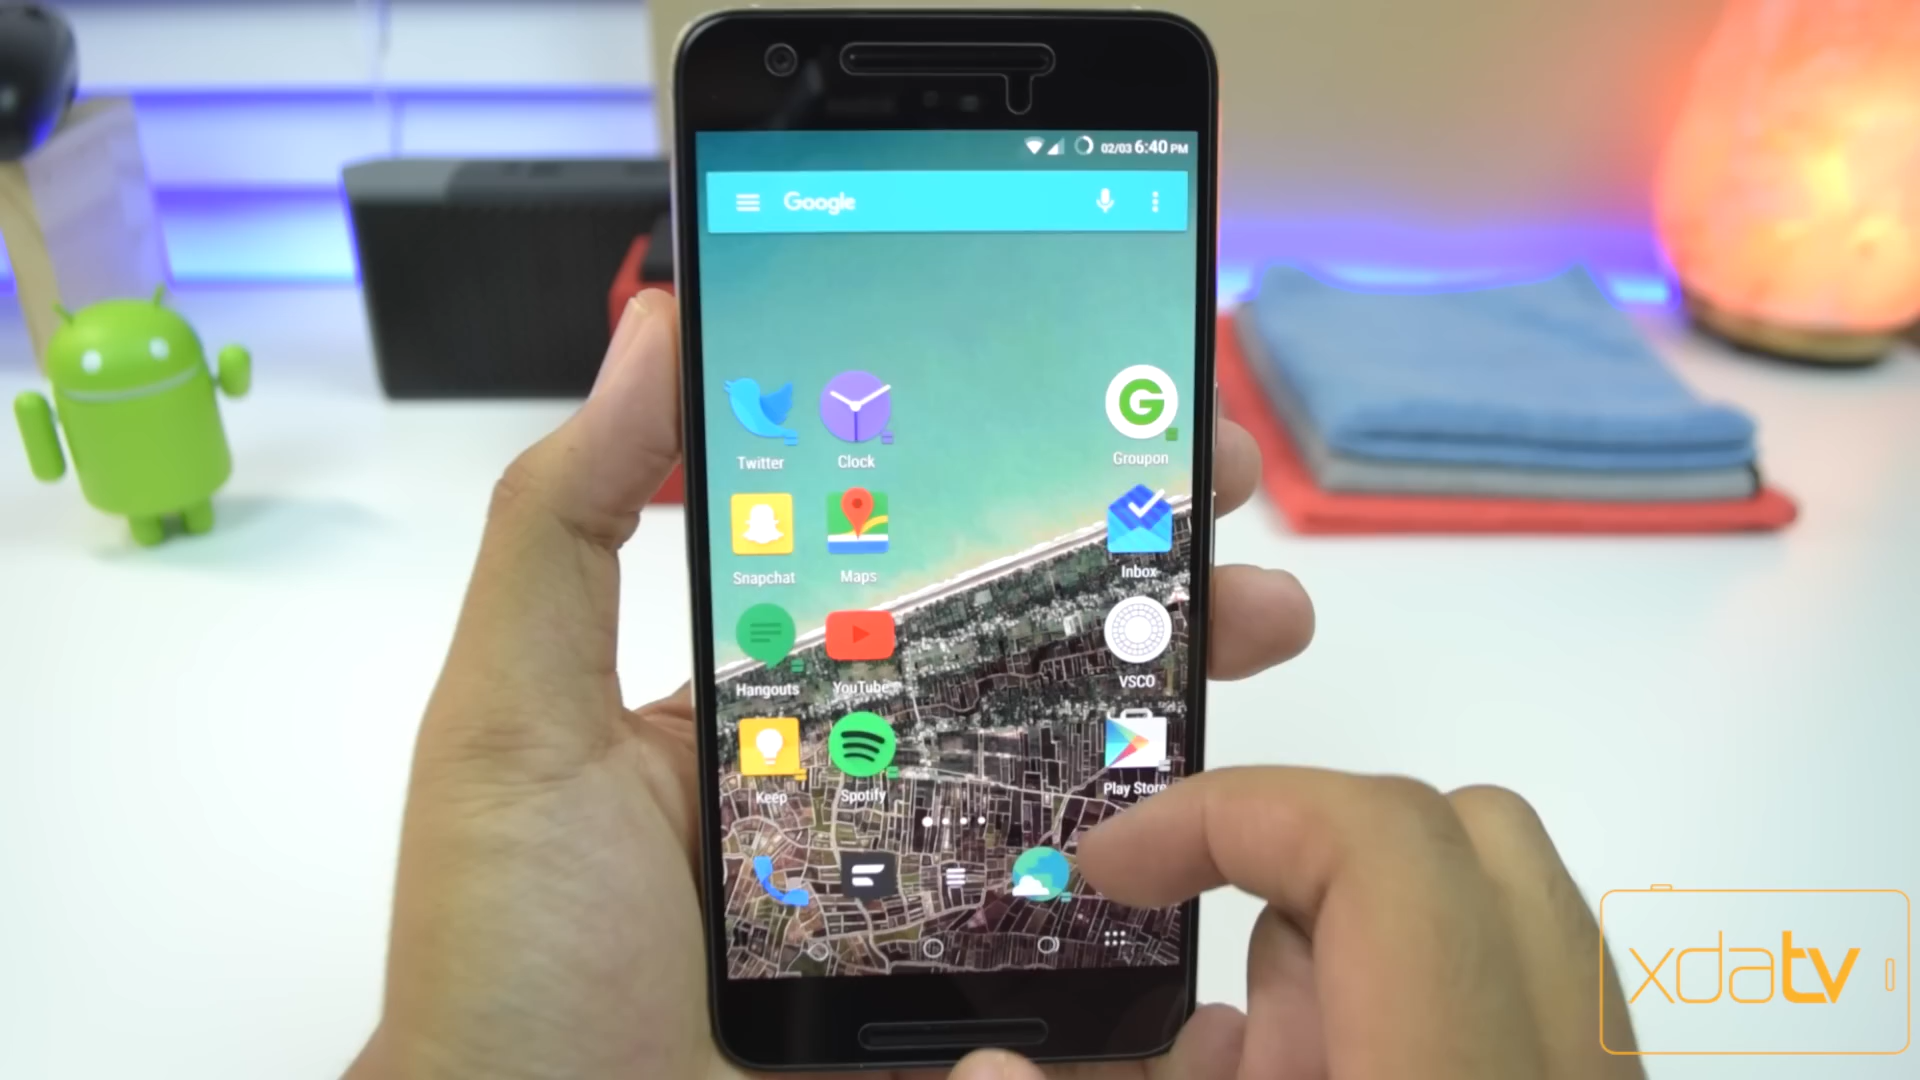 02/03 6:40 PM
Google
Twitter Clock Groupon
Snapchat Maps Inbox
Hangouts YouTube VSCO
Keep Spotify Play Store
xdatv